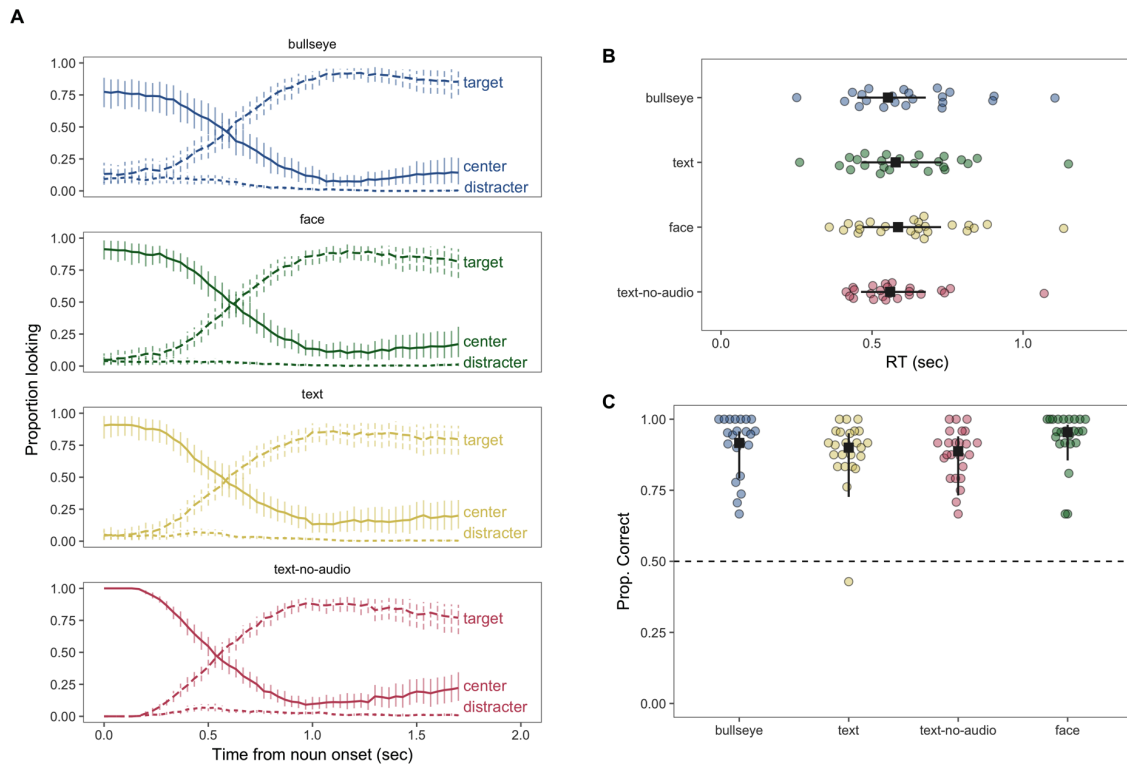 A
bullseye
1.00
0.75
0.50
0.25
0.00
target
center
distracter
face
1.00
0.75
0.50
0.25
0.00
target
center
distracter
text
1.00
0.75
0.50
0.25
0.00
target
center
distracter
text-no-audio
1.00
0.75
0.50
0.25
0.00
target
center
distracter
0.0 0.5 1.0 1.5 2.0
Time from noun onset (sec)
Proportion looking
B
bullseye
text
face
text-no-audio
0.0 0.5 1.0
RT (sec)
C
1.00
0.75
0.50
0.25
0.00
Prop. Correct
bullseye text text-no-audio face